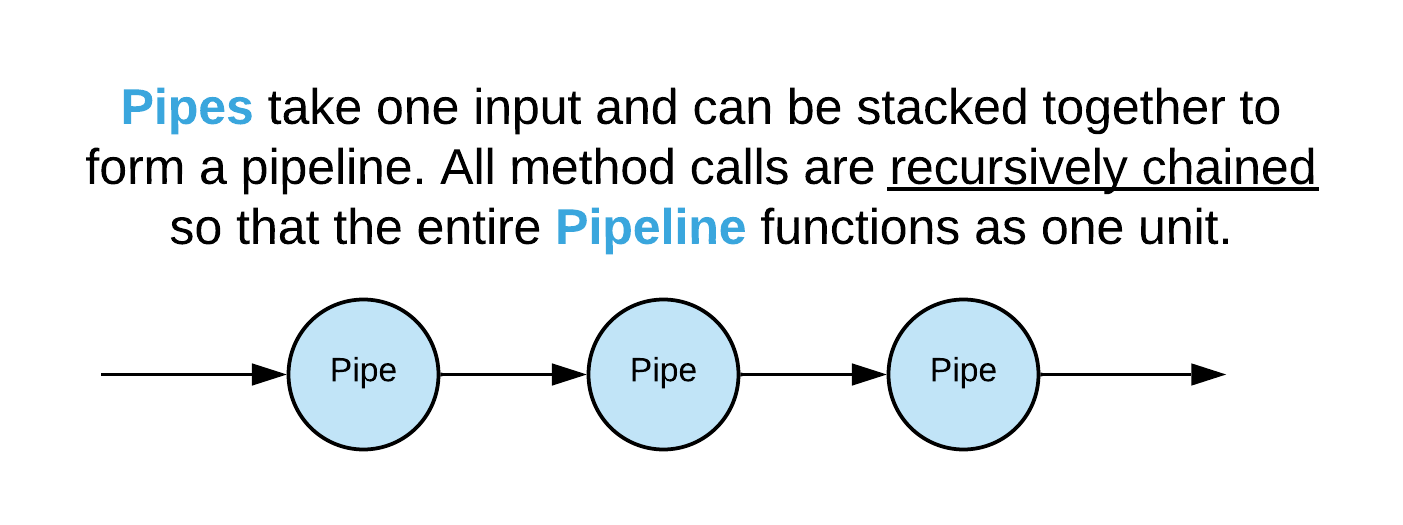 Pipes take one input and can be stacked together to
form a pipeline. All method calls are recursively chained
so that the entire Pipeline functions as one unit.
Pipe
Pipe
Pipe